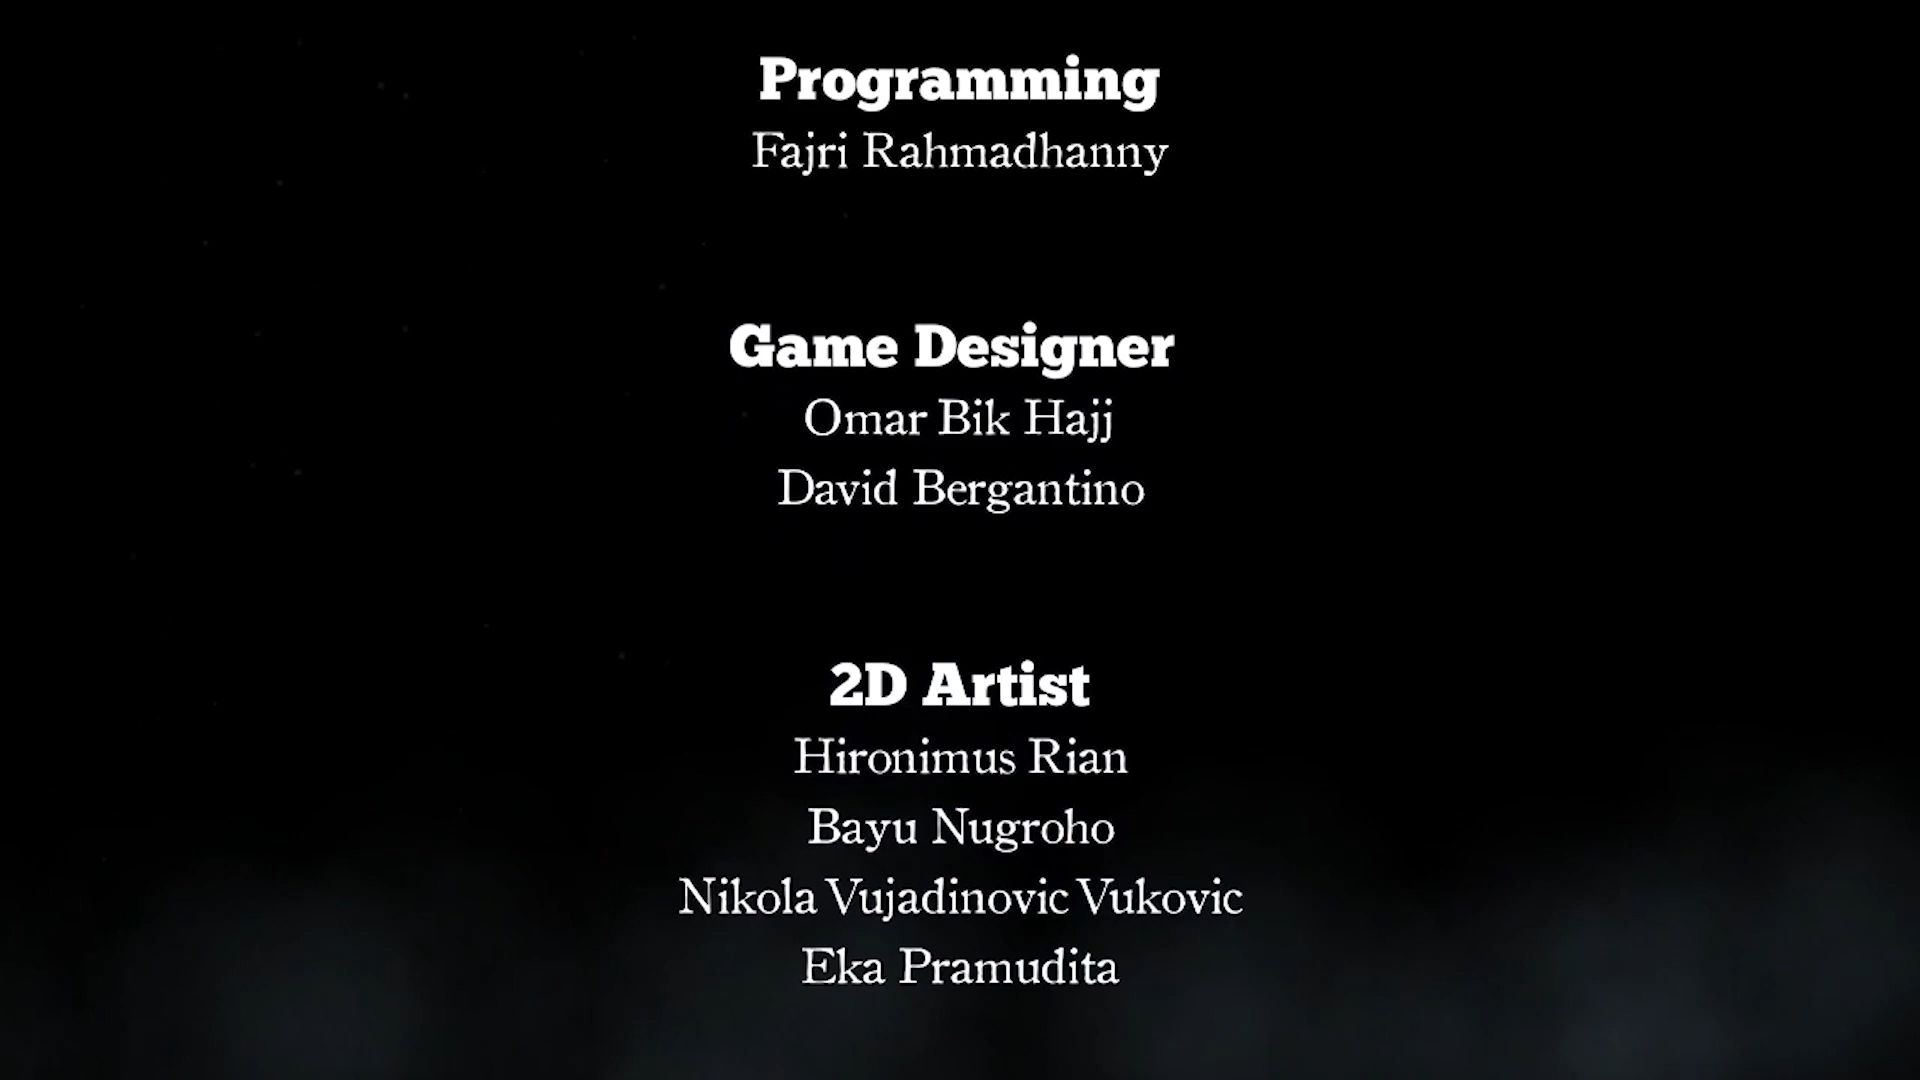 Programming
Fajri Rahmadhanny
Game Designer
Omar Bik Hajj
David Bergantino
2D Artist
Hironimus Rian
Bayu Nugroho
Nikola Vujadinovic Vukovic
Eka Pramudita